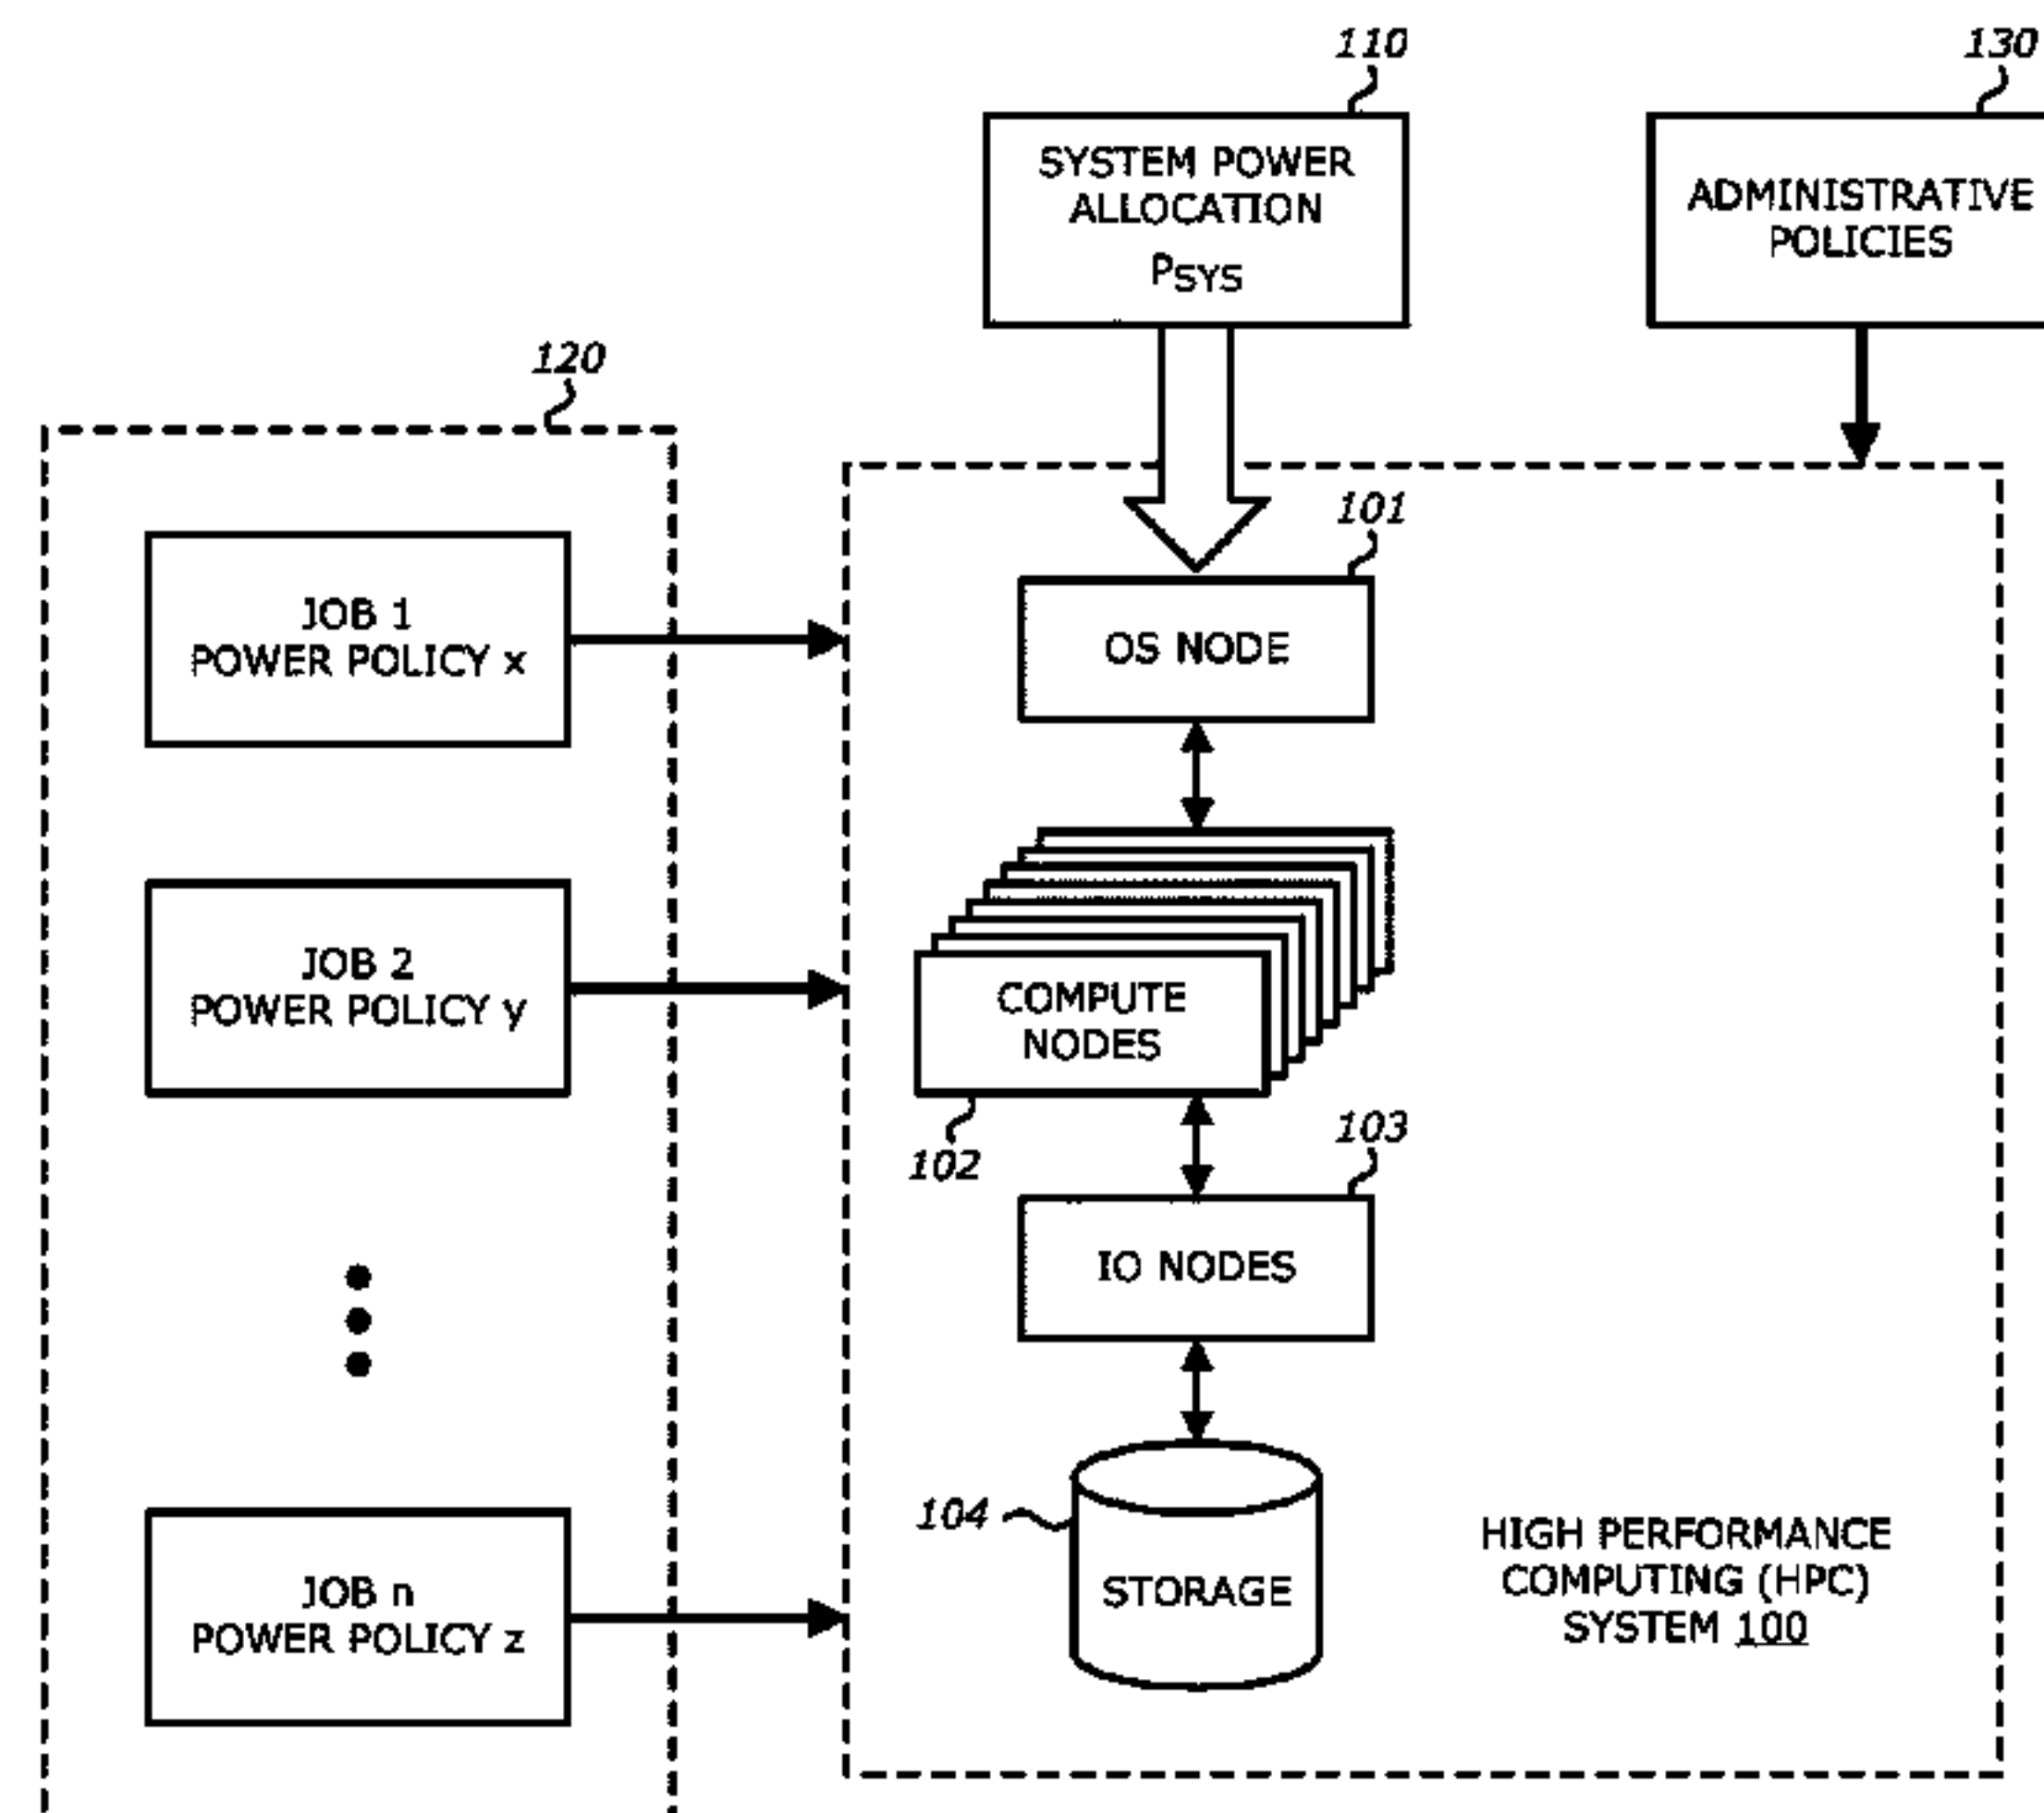 110
130
SYSTEM POWER
ALLOCATION
PSYS
ADMINISTRATIVE
POLICIES
120
101
JOB 1
POWER POLICY x
OS NODE
JOB 2
POWER POLICY y
COMPUTE
NODES
102
103
IO NODES
104
STORAGE
HIGH PERFORMANCE
COMPUTING (HPC)
SYSTEM 100
JOB n
POWER POLICY z